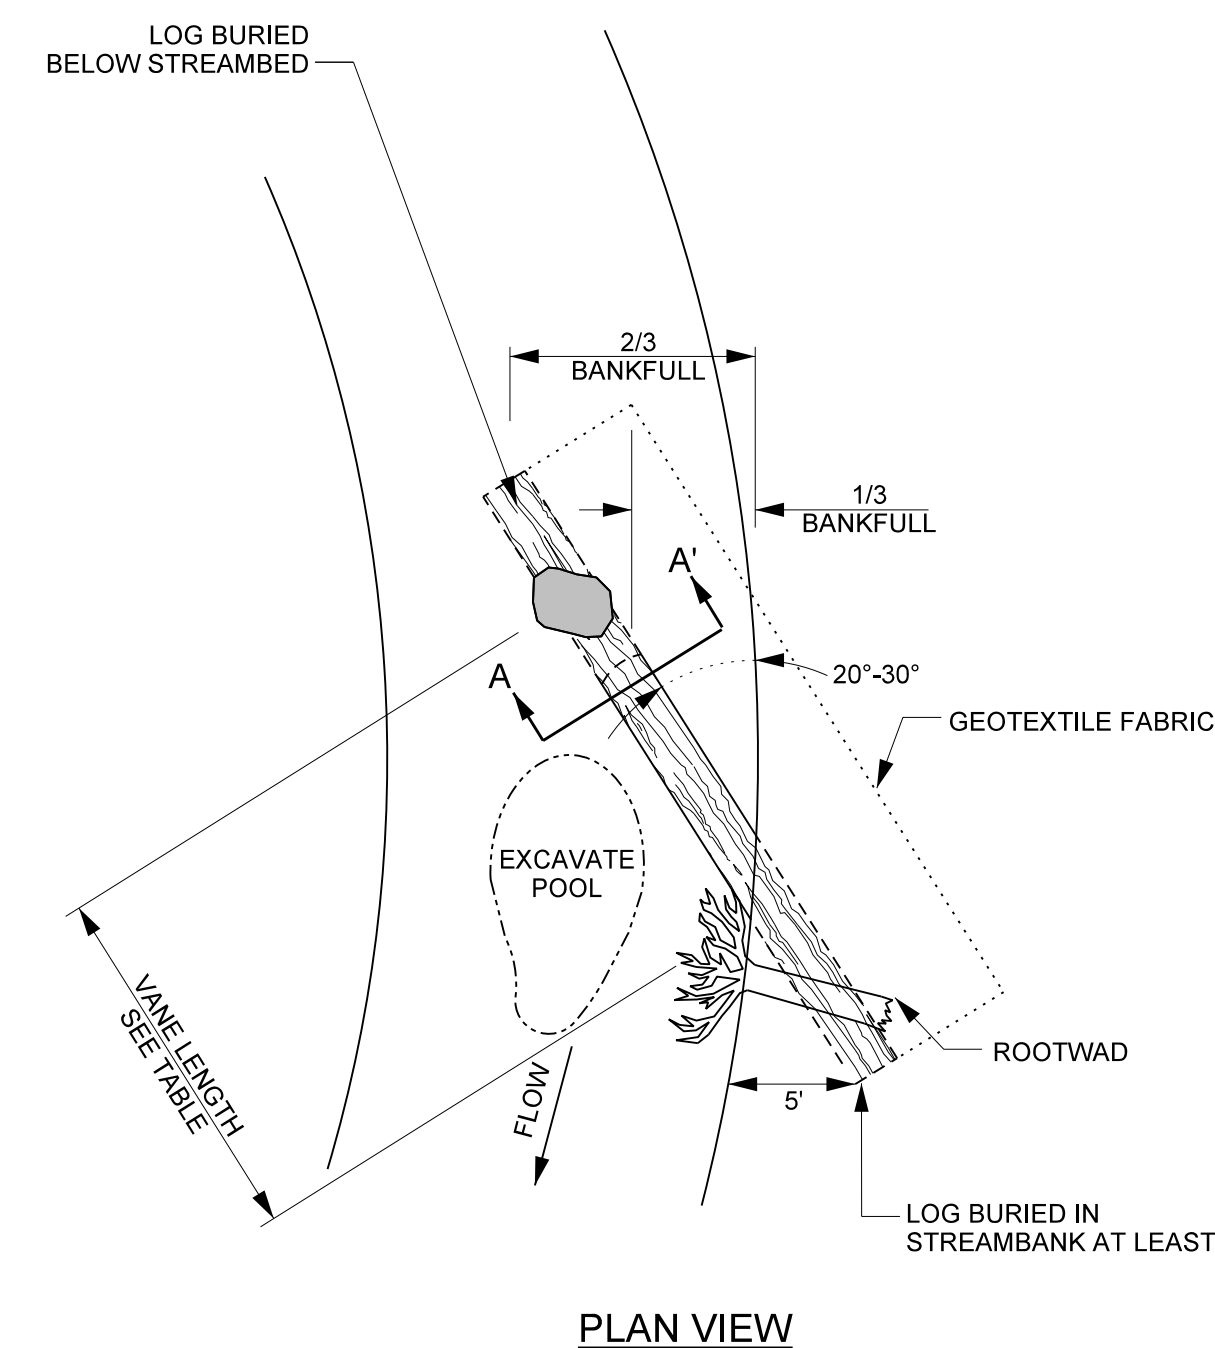 LOG BURIED
BELOW STREAMBED
2/3
BANKFULL
1/3
BANKFULL
A'
A
20°-30°
GEOTEXTILE FABRIC
EXCAVATE
POOL
VANE LENGTH
SEE TABLE
FLOW
ROOTWAD
5'
LOG BURIED IN
STREAMBANK AT LEAST
PLAN VIEW